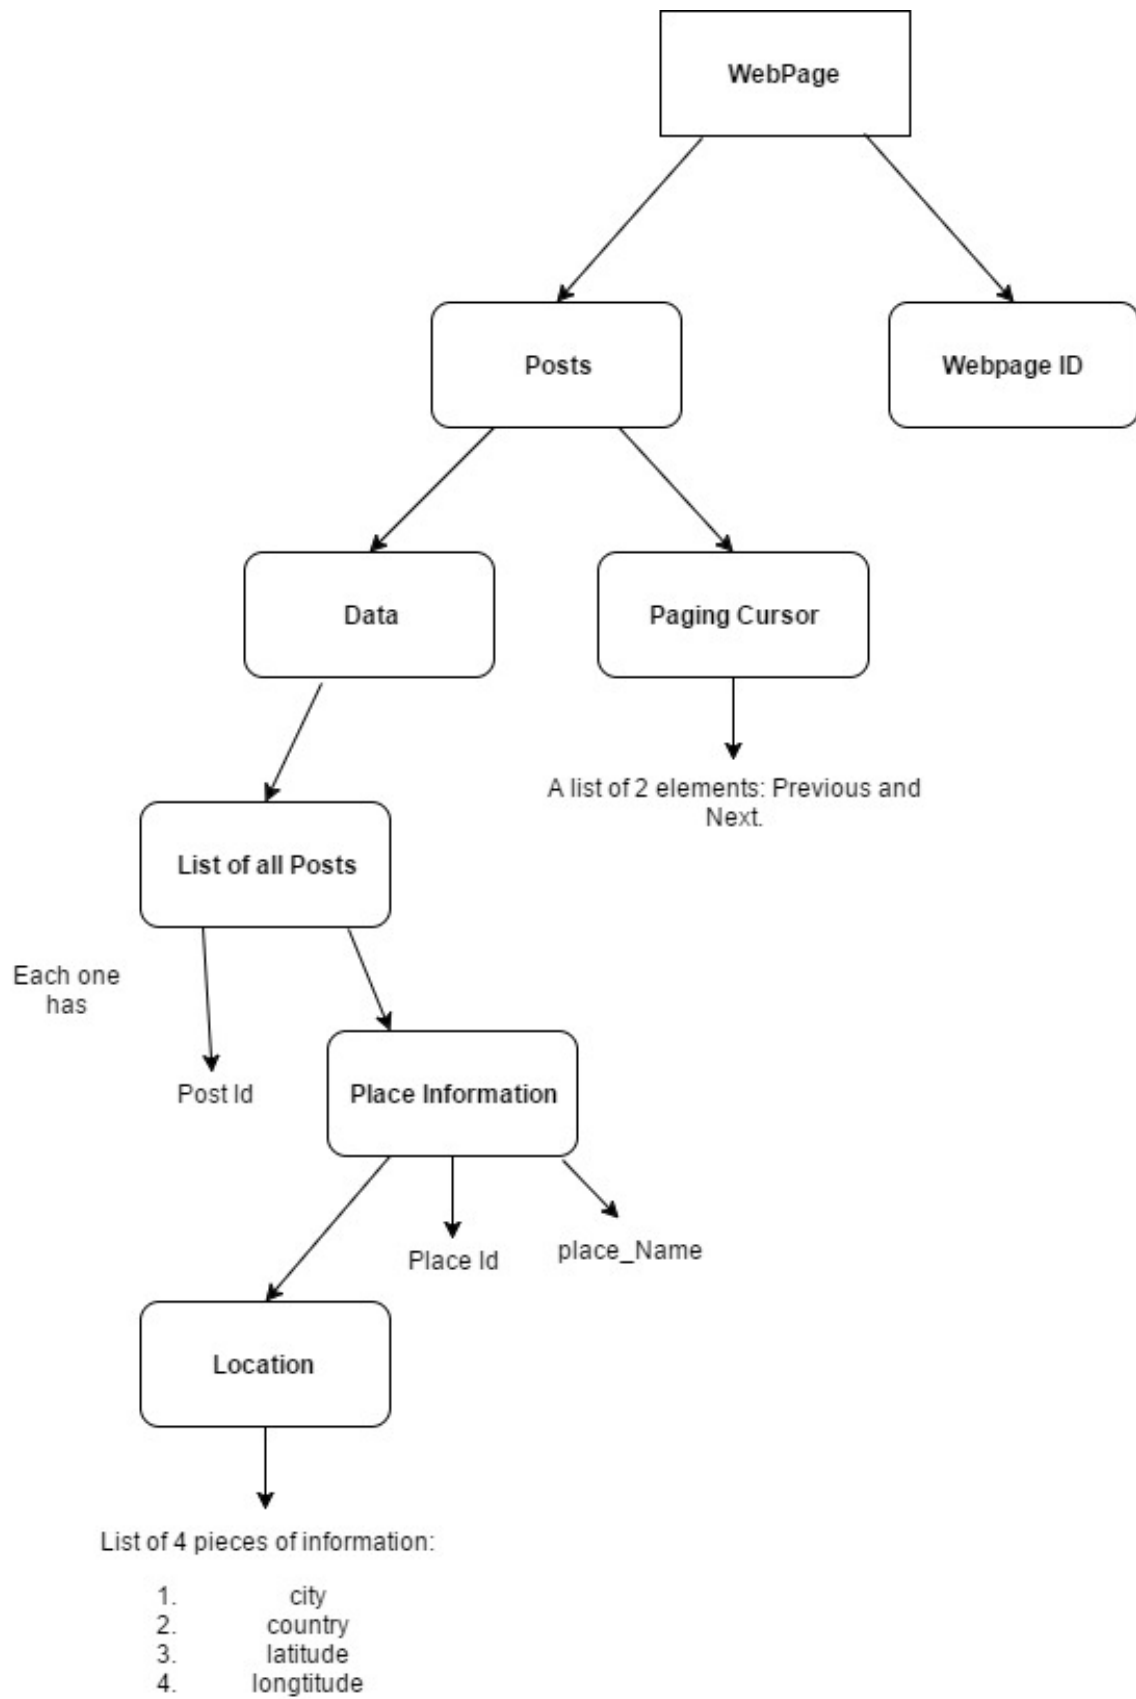 WebPage
Posts
Webpage ID
Data
Paging Cursor
A list of 2 elements: Previous and
Next.
List of all Posts
Each one
has
Post Id
Place Information
Place Id
place_Name
Location
List of 4 pieces of information:
1. city
2. country
3. latitude
4. longtitude